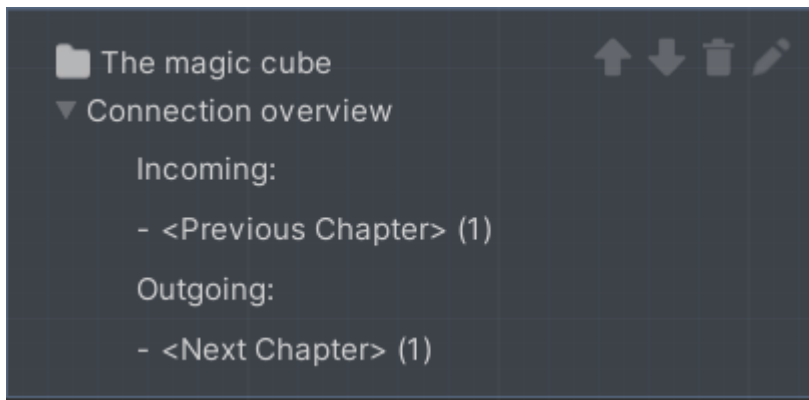 The magic cube
Connection overview
Incoming:
- <Previous Chapter> (1)
Outgoing:
- <Next Chapter> (1)